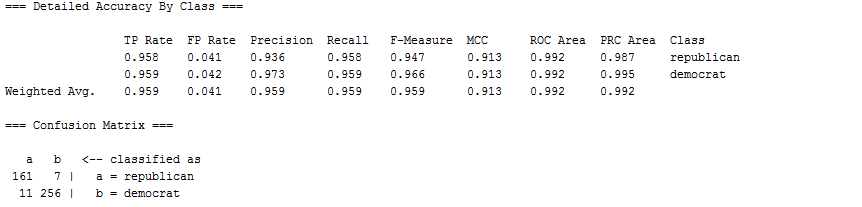 === Detailed Accuracy By Class ===
TP Rate  FP Rate  Precision  Recall  F-Measure  MCC  ROC Area  PRC Area  Class
0.958  0.041  0.936  0.958  0.947  0.913  0.992  0.987  republican
0.959  0.042  0.973  0.959  0.966  0.913  0.992  0.995  democrat
Weighted Avg.  0.959  0.041  0.959  0.959  0.959  0.913  0.992  0.992
=== Confusion Matrix ===
a  b  <-- classified as
161  7 |  a = republican
11 256 |  b = democrat